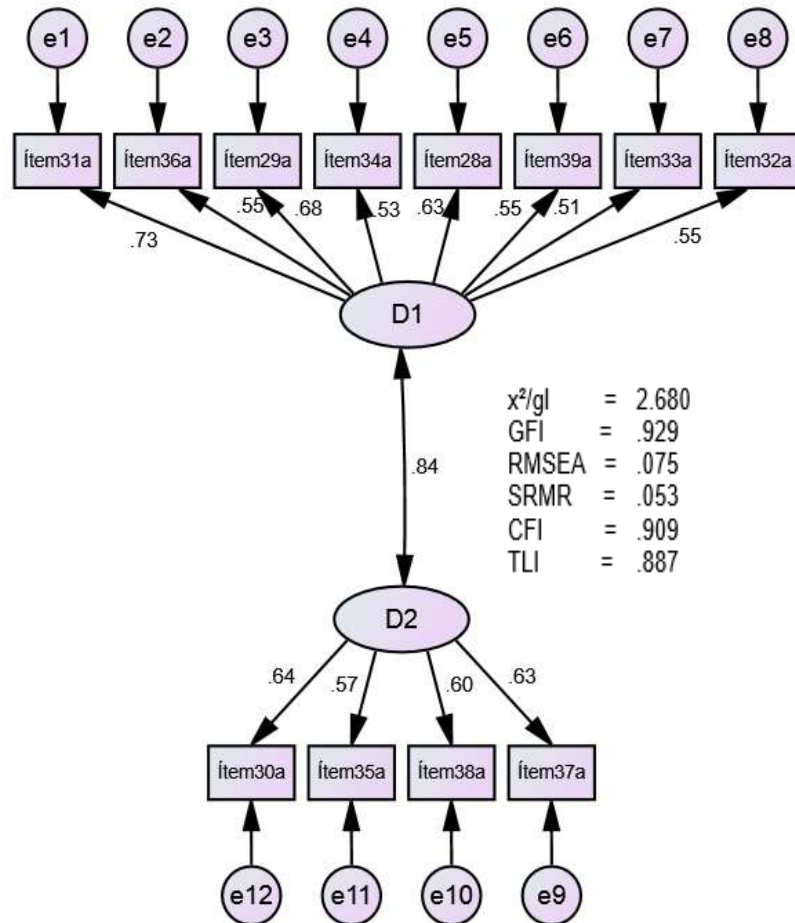 e1 e2 e3 e4 e5 e6 e7 e8
Ítem31a Ítem36a Ítem29a Ítem34a Ítem28a Ítem39a Ítem33a Ítem32a
.73 .55 .68 .53 .63 .55 .51 .55
D1
x²/gl = 2.680
GFI = .929
RMSEA = .075
SRMR = .053
CFI = .909
TLI = .887
.84
D2
.64 .57 .60 .63
Ítem30a Ítem35a Ítem38a Ítem37a
e12 e11 e10 e9